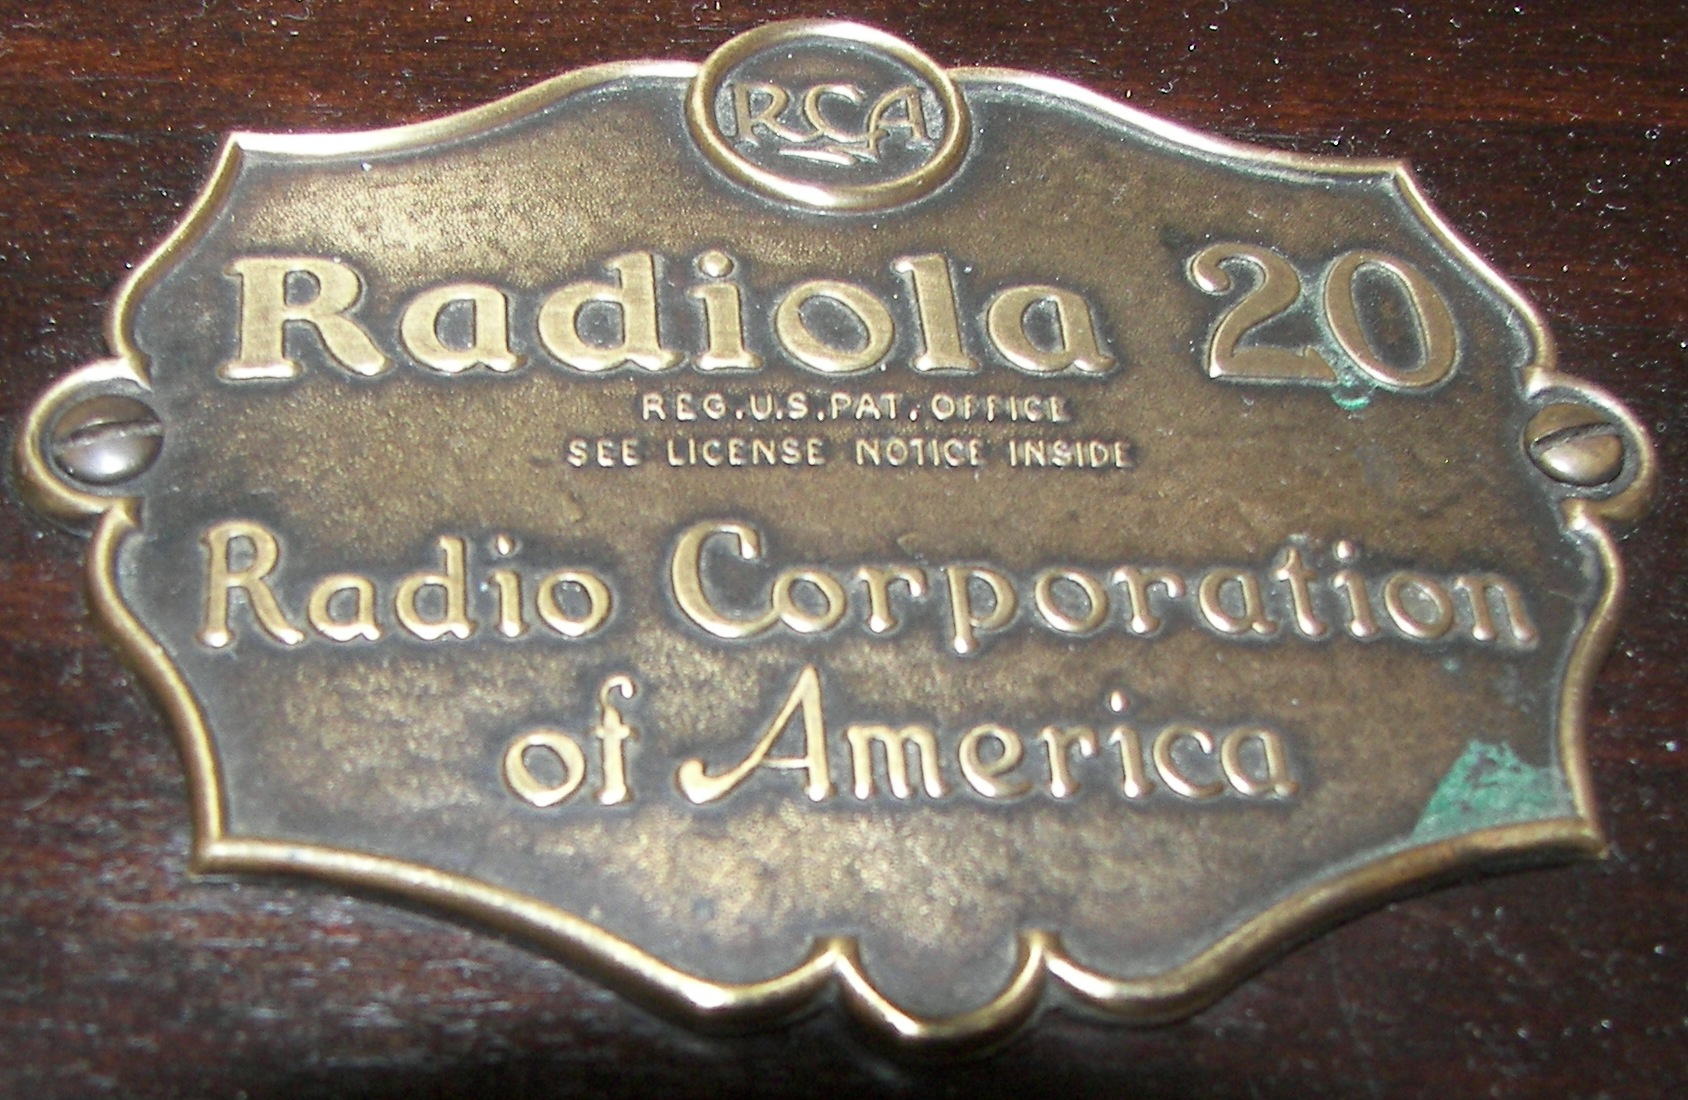 RCA
Radiola 20
REG.U.S.PAT.OFFICE
SEE LICENSE NOTICE INSIDE
Radio Corporation
of America